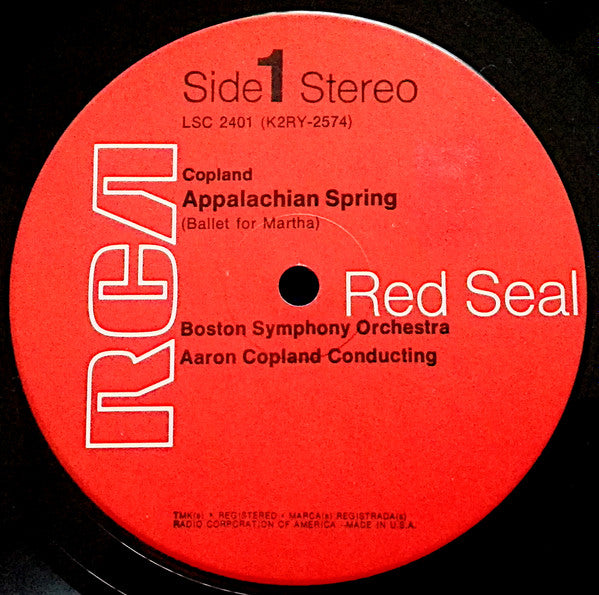 Side 1 Stereo
LSC 2401 (K2RY-2574)
Copland
Appalachian Spring
(Ballet for Martha)
RCA
Red Seal
Boston Symphony Orchestra
Aaron Copland Conducting
TMK(s) • REGISTERED • MARCA(s) REGISTRADA(s)
RADIO CORPORATION OF AMERICA-MADE IN U.S.A.